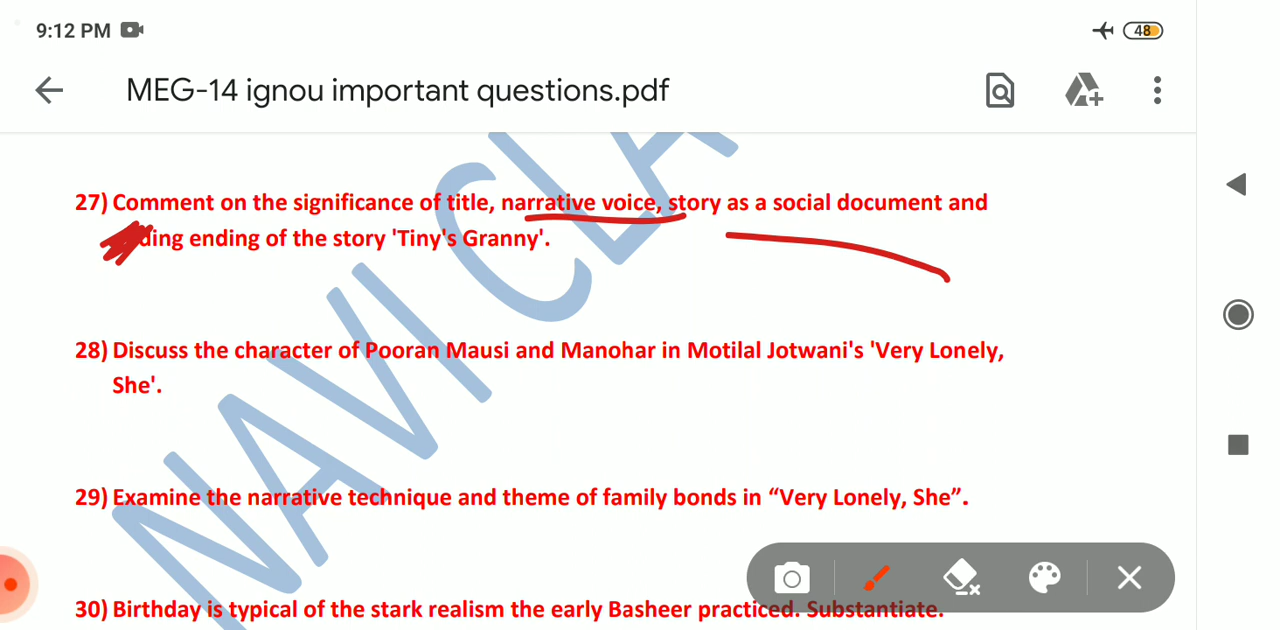 9:12 PM
48
MEG-14 ignou important questions.pdf
NAVI CLA
27) Comment on the significance of title, narrative voice, story as a social document and
ding ending of the story 'Tiny's Granny'.
28) Discuss the character of Pooran Mausi and Manohar in Motilal Jotwani's 'Very Lonely,
She'.
29) Examine the narrative technique and theme of family bonds in “Very Lonely, She”.
30) Birthday is typical of the stark realism the early Basheer practiced. Substantiate.